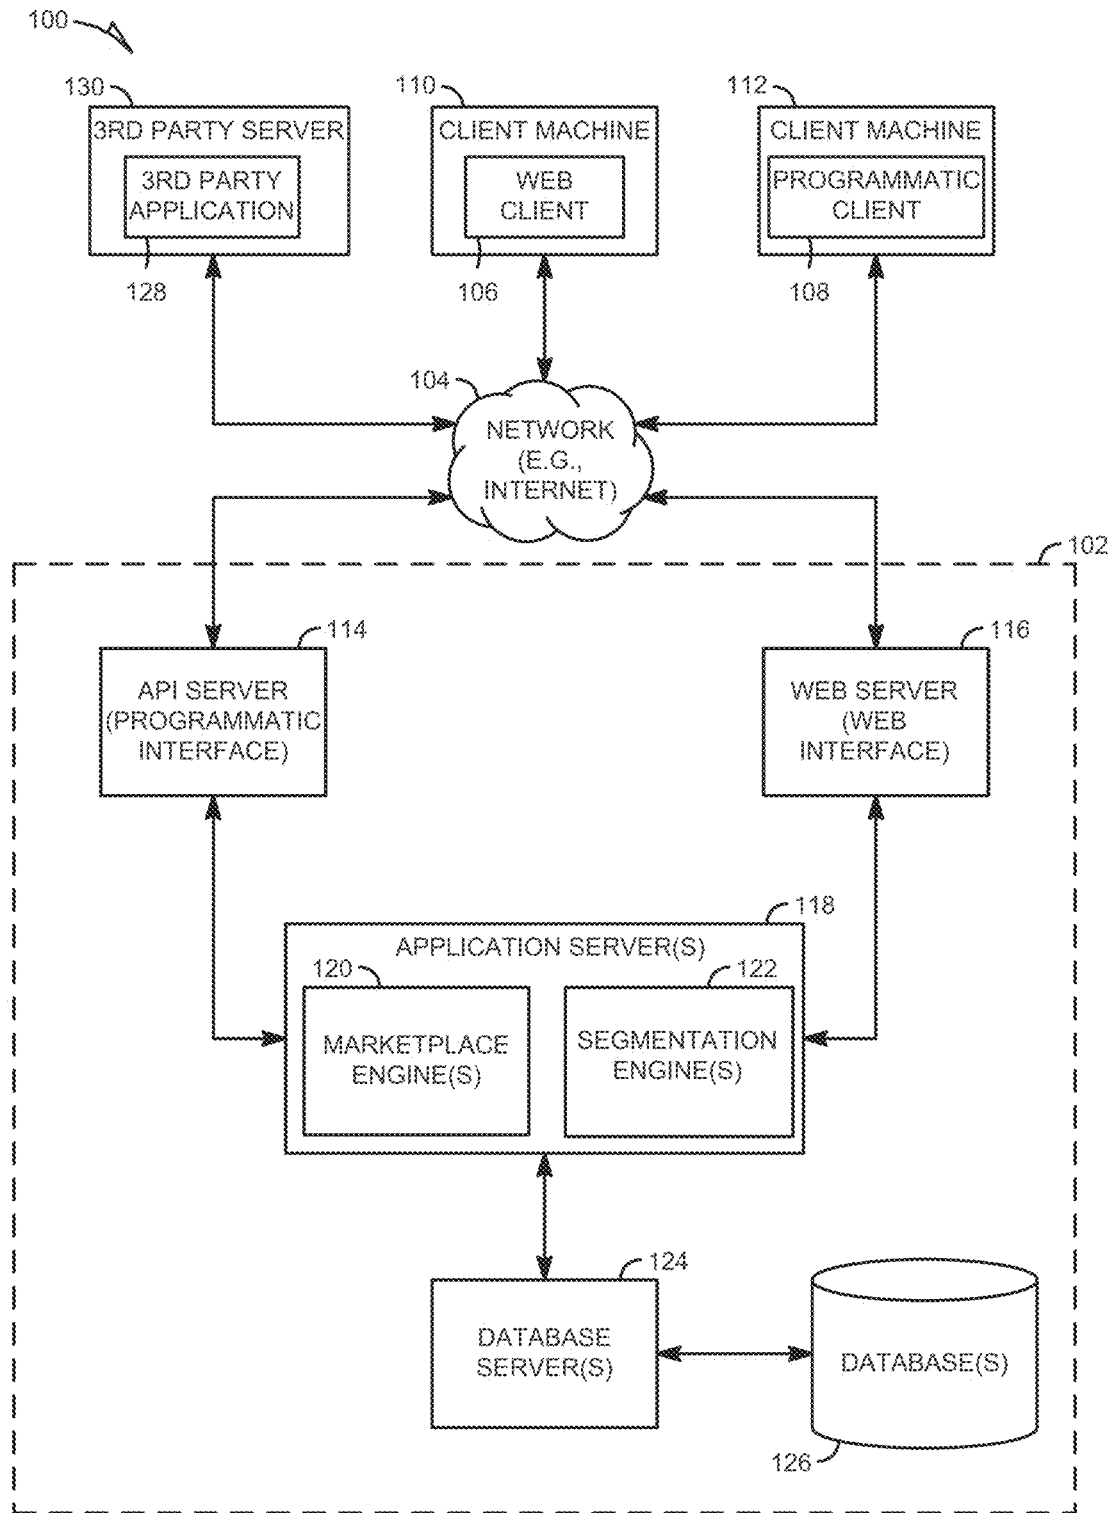 100
130
3RD PARTY SERVER
3RD PARTY
APPLICATION
128
110
CLIENT MACHINE
WEB
CLIENT
106
112
CLIENT MACHINE
PROGRAMMATIC
CLIENT
108
104
NETWORK
(E.G.,
INTERNET)
102
114
API SERVER
(PROGRAMMATIC
INTERFACE)
116
WEB SERVER
(WEB
INTERFACE)
118
APPLICATION SERVER(S)
120
MARKETPLACE
ENGINE(S)
122
SEGMENTATION
ENGINE(S)
124
DATABASE
SERVER(S)
DATABASE(S)
126